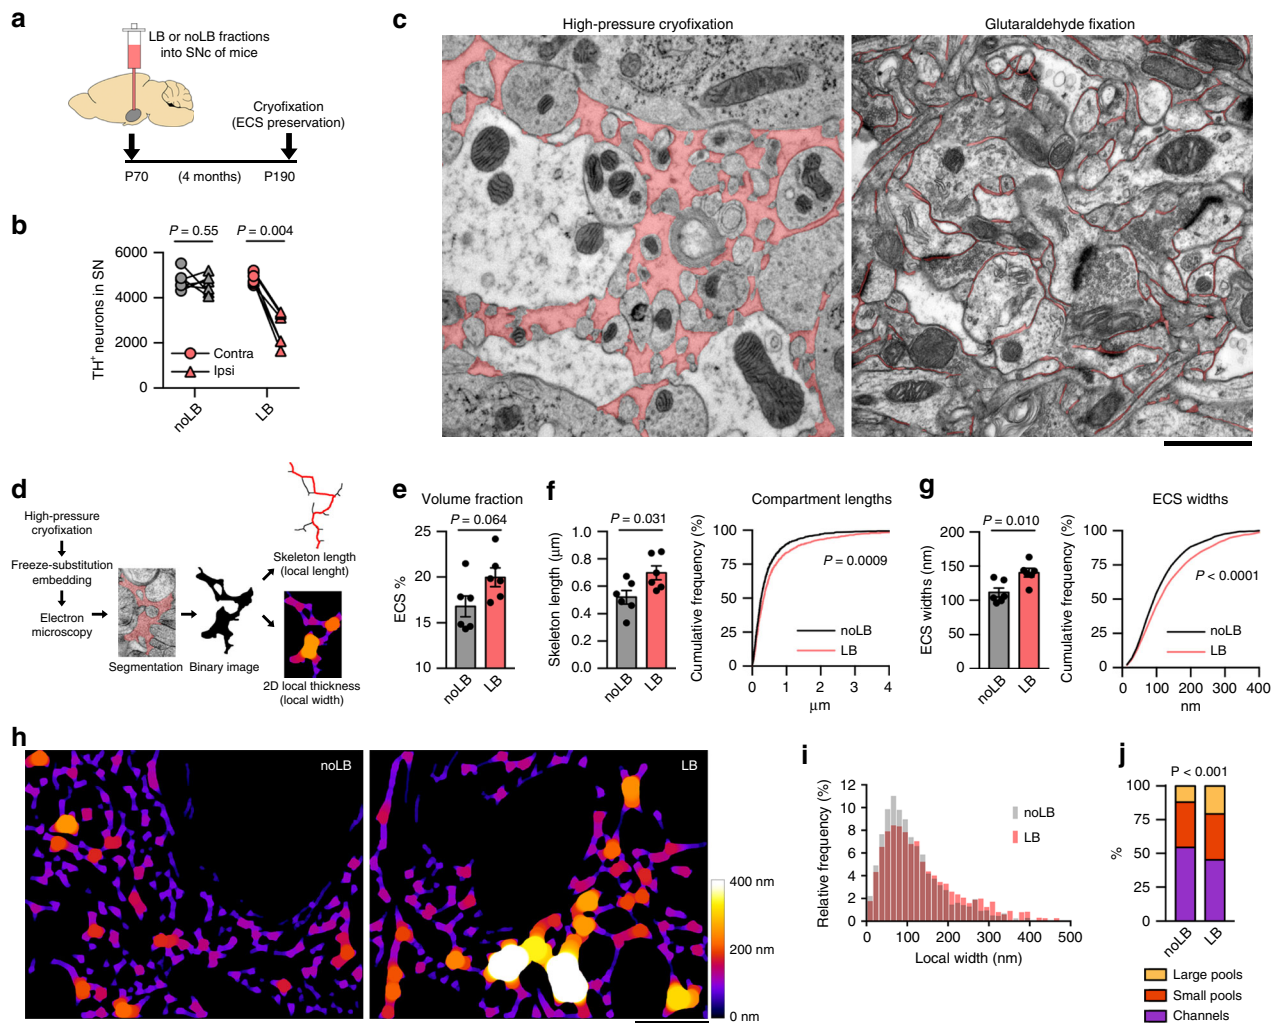 a
LB or noLB fractions
into SNc of mice
Cryofixation
(ECS preservation)
P70
(4 months)
P190
b
P = 0.55
P = 0.004
TH+ neurons in SN
6000
4000
2000
0
Contra
Ipsi
noLB
LB
c
High-pressure cryofixation
Glutaraldehyde fixation
d
High-pressure
cryofixation
Freeze-substitution
embedding
Electron
microscopy
Segmentation
Binary image
Skeleton length
(local lenght)
2D local thickness
(local width)
e
Volume fraction
P = 0.064
ECS %
25
20
15
10
noLB
LB
f
P = 0.031
Skeleton length (μm)
1.0
0.8
0.6
0.4
0.2
0.0
noLB
LB
Compartment lengths
Cumulative frequency (%)
100
75
50
25
0
P = 0.0009
noLB
LB
0
1
2
3
4
μm
g
P = 0.010
ECS widths (nm)
200
150
100
50
0
noLB
LB
ECS widths
Cumulative frequency (%)
100
75
50
25
0
P < 0.0001
noLB
LB
0
100
200
300
400
nm
h
noLB
LB
400 nm
200 nm
0 nm
i
Relative frequency (%)
12
10
8
6
4
2
0
noLB
LB
0
100
200
300
400
500
Local width (nm)
j
P < 0.001
%
100
75
50
25
0
noLB
LB
Large pools
Small pools
Channels